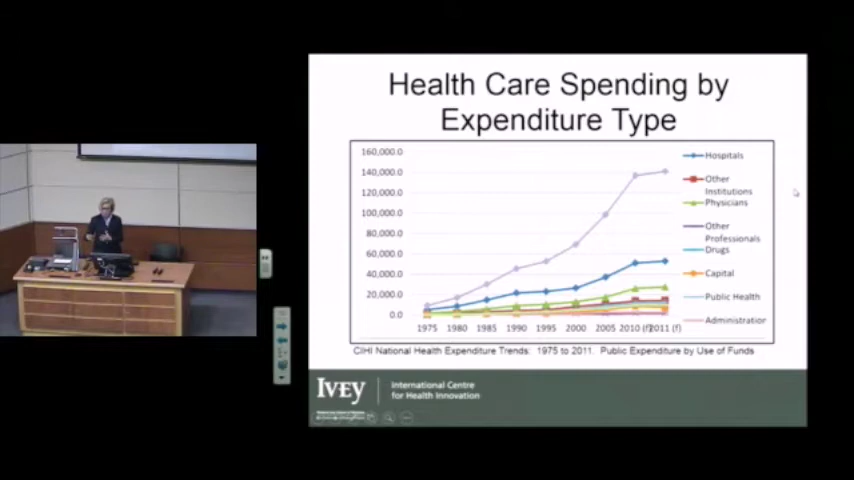 Health Care Spending by
Expenditure Type
160,000.0
140,000.0
120,000.0
100,000.0
80,000.0
60,000.0
40,000.0
20,000.0
0.0
1975 1980 1985 1990 1995 2000 2005 2010 (f) 2011 (f)
Hospitals
Other
Institutions
Physicians
Other
Professionals
Drugs
Capital
Public Health
Administration
CIHI National Health Expenditure Trends: 1975 to 2011. Public Expenditure by Use of Funds
IVEY
International Centre
for Health Innovation